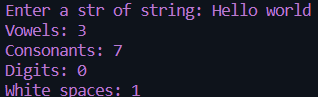 Enter a str of string: Hello world
Vowels: 3
Consonants: 7
Digits: 0
White spaces: 1